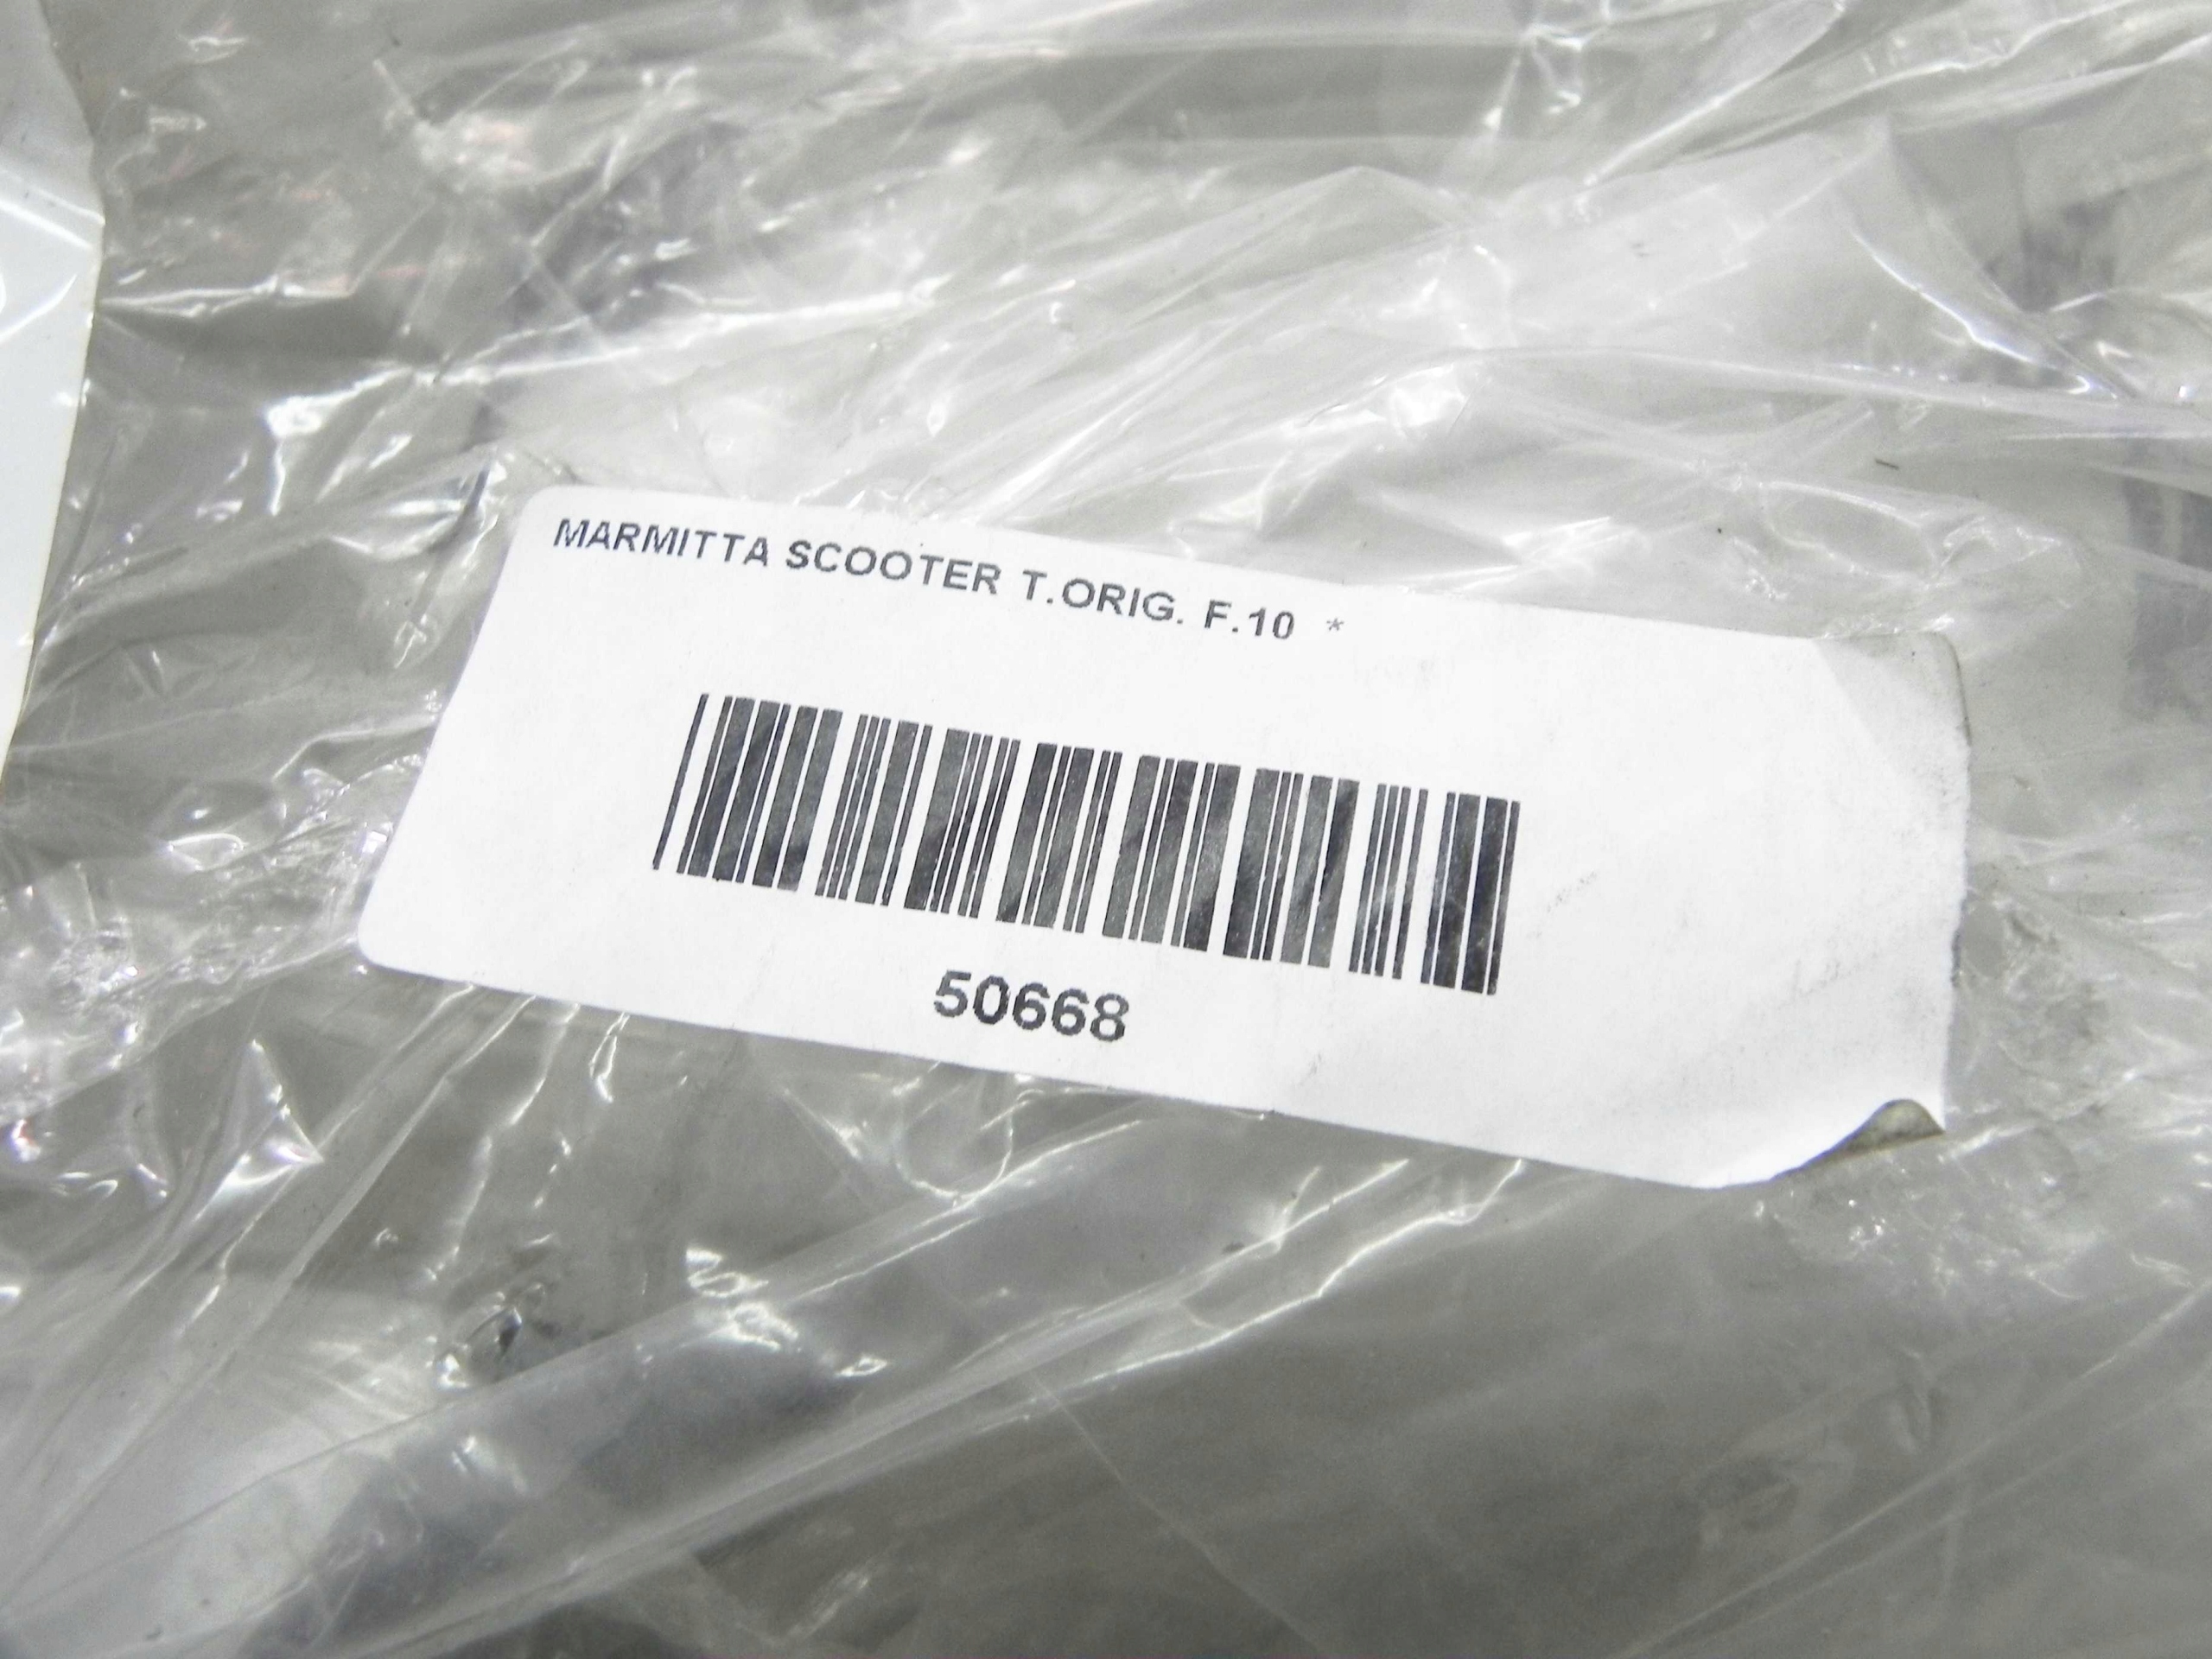 MARMITTA SCOOTER T.ORIG. F.10 *
50668